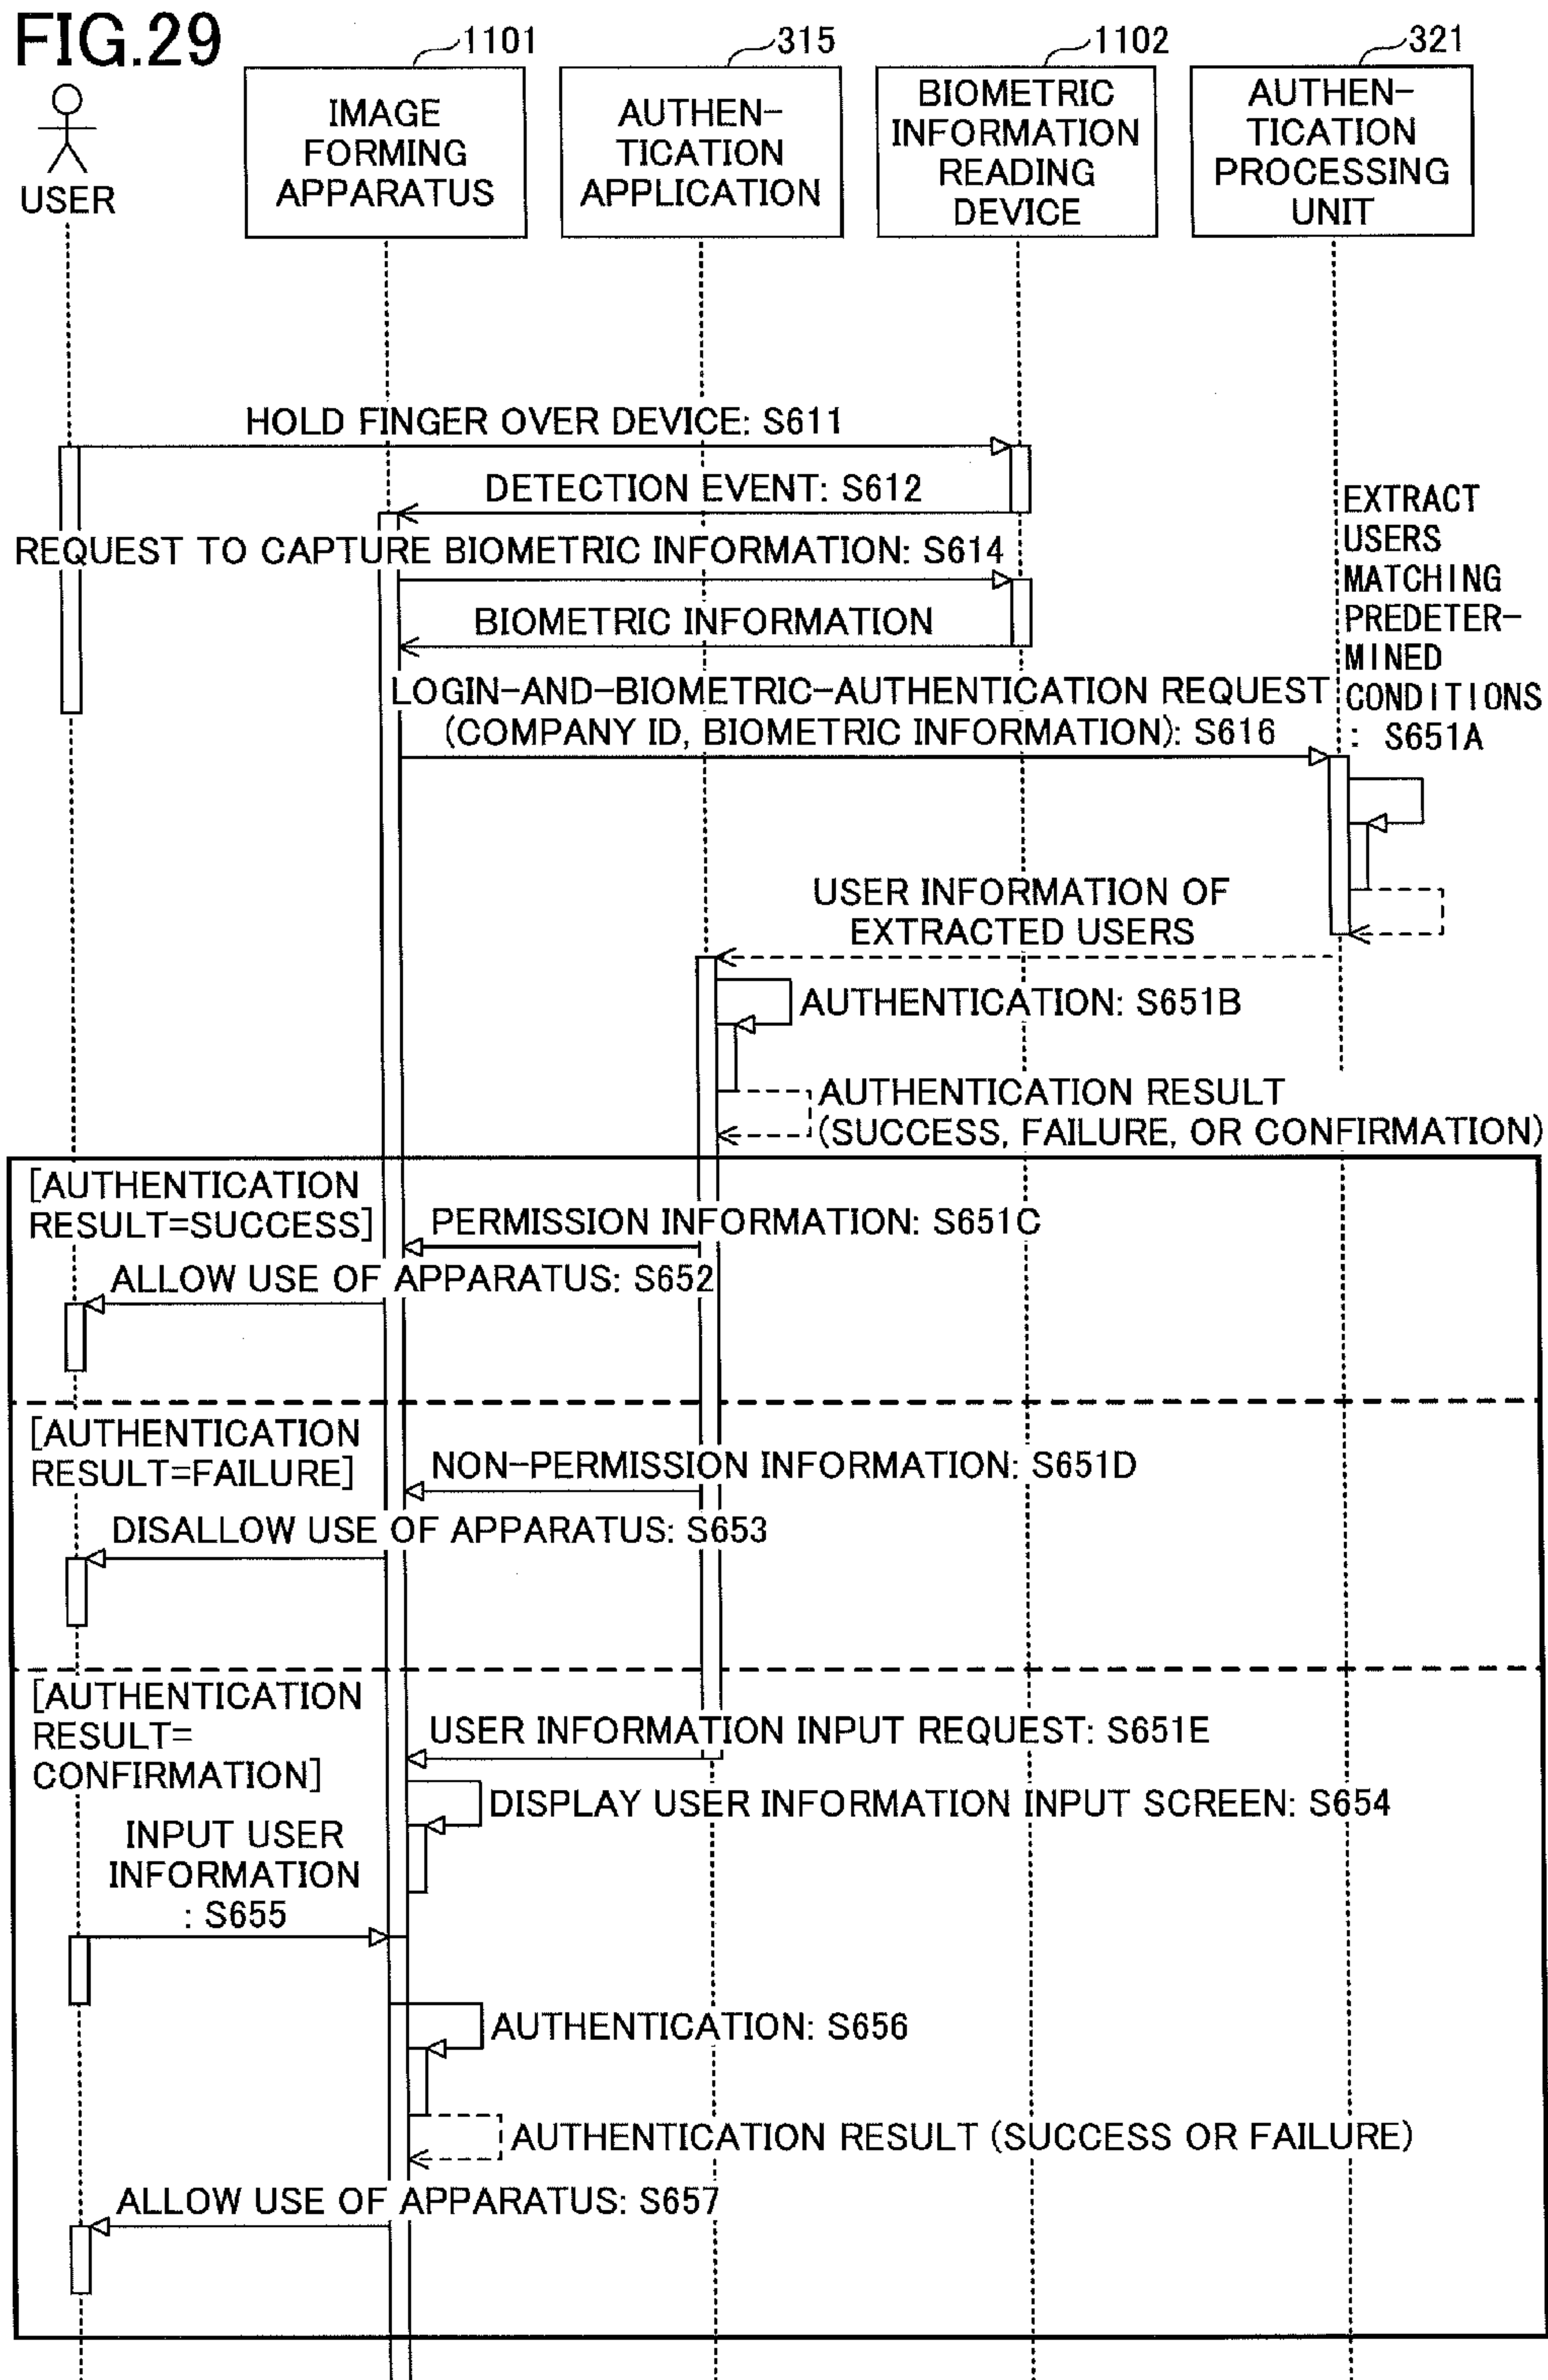 FIG.29
1101
315
1102
321
USER
IMAGE
FORMING
APPARATUS
AUTHEN-
TICATION
APPLICATION
BIOMETRIC
INFORMATION
READING
DEVICE
AUTHEN-
TICATION
PROCESSING
UNIT
HOLD FINGER OVER DEVICE: S611
DETECTION EVENT: S612
REQUEST TO CAPTURE BIOMETRIC INFORMATION: S614
BIOMETRIC INFORMATION
LOGIN-AND-BIOMETRIC-AUTHENTICATION REQUEST
(COMPANY ID, BIOMETRIC INFORMATION): S616
EXTRACT
USERS
MATCHING
PREDETER-
MINED
CONDITIONS
: S651A
USER INFORMATION OF
EXTRACTED USERS
AUTHENTICATION: S651B
AUTHENTICATION RESULT
(SUCCESS, FAILURE, OR CONFIRMATION)
[AUTHENTICATION
RESULT=SUCCESS]
PERMISSION INFORMATION: S651C
ALLOW USE OF APPARATUS: S652
[AUTHENTICATION
RESULT=FAILURE]
NON-PERMISSION INFORMATION: S651D
DISALLOW USE OF APPARATUS: S653
[AUTHENTICATION
RESULT=
CONFIRMATION]
USER INFORMATION INPUT REQUEST: S651E
DISPLAY USER INFORMATION INPUT SCREEN: S654
INPUT USER
INFORMATION
: S655
AUTHENTICATION: S656
AUTHENTICATION RESULT (SUCCESS OR FAILURE)
ALLOW USE OF APPARATUS: S657